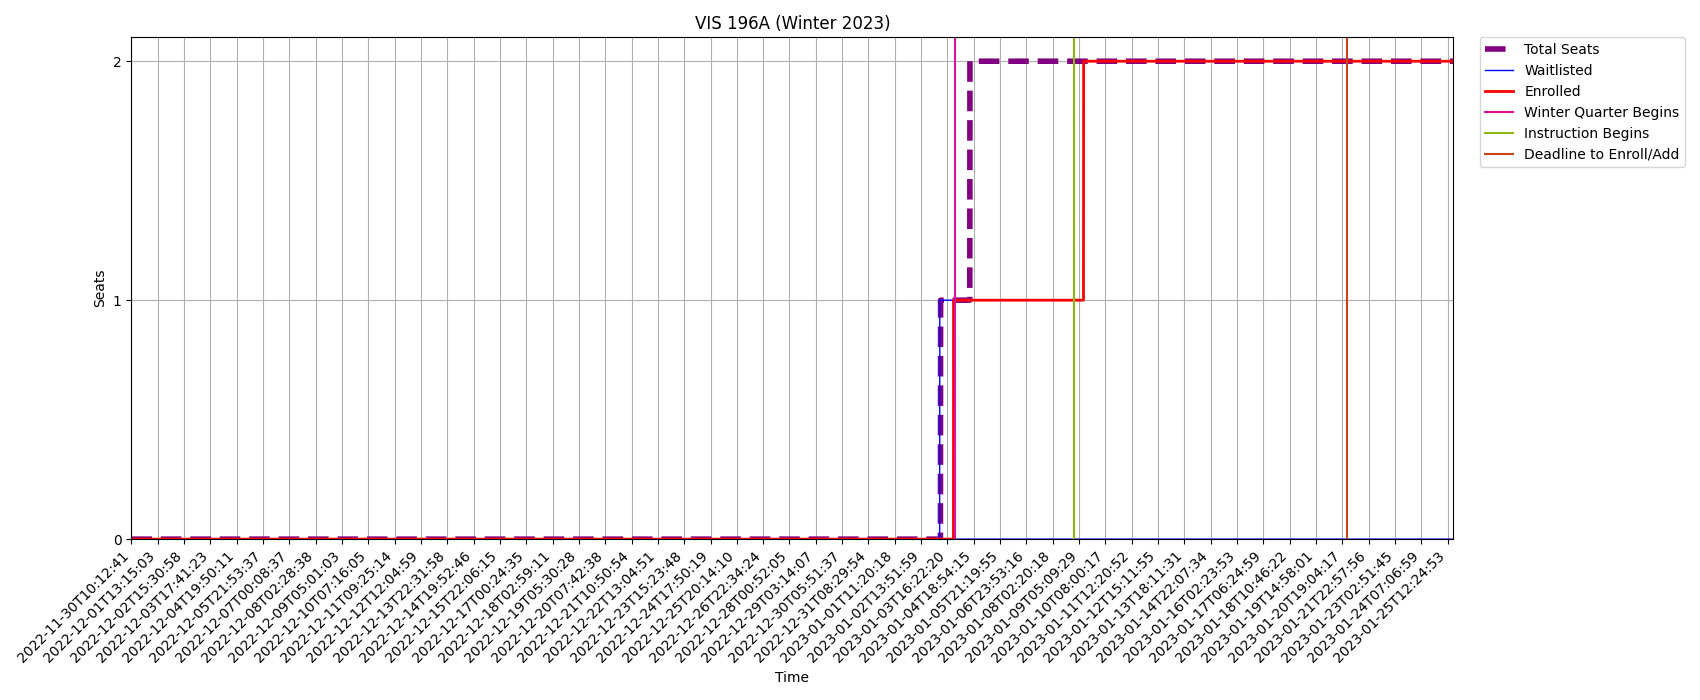 VIS 196A (Winter 2023)
Total Seats
Waitlisted
Enrolled
Winter Quarter Begins
Instruction Begins
Deadline to Enroll/Add
Seats
2
1
0
2022-11-30T10:12:41
2022-12-01T13:15:03
2022-12-02T15:30:58
2022-12-03T17:41:23
2022-12-04T19:50:11
2022-12-05T21:53:37
2022-12-07T00:08:37
2022-12-08T02:28:38
2022-12-09T05:01:03
2022-12-10T07:16:05
2022-12-11T09:25:14
2022-12-12T12:04:59
2022-12-13T22:31:58
2022-12-14T19:52:46
2022-12-15T22:06:15
2022-12-17T00:24:35
2022-12-18T02:59:11
2022-12-19T05:30:28
2022-12-20T07:42:38
2022-12-21T10:50:54
2022-12-22T13:04:51
2022-12-23T15:23:48
2022-12-24T17:50:19
2022-12-25T20:14:10
2022-12-26T22:34:24
2022-12-28T00:52:05
2022-12-29T03:14:07
2022-12-30T05:51:37
2022-12-31T08:29:54
2023-01-01T11:20:18
2023-01-02T13:51:59
2023-01-03T16:22:20
2023-01-04T18:54:15
2023-01-05T21:19:55
2023-01-06T23:53:16
2023-01-08T02:20:18
2023-01-09T05:09:29
2023-01-10T08:00:17
2023-01-11T12:20:52
2023-01-12T15:11:55
2023-01-13T18:11:31
2023-01-14T22:07:34
2023-01-16T02:23:53
2023-01-17T06:24:59
2023-01-18T10:46:22
2023-01-19T14:58:01
2023-01-20T19:04:17
2023-01-21T22:57:56
2023-01-23T02:51:45
2023-01-24T07:06:59
2023-01-25T12:24:53
Time